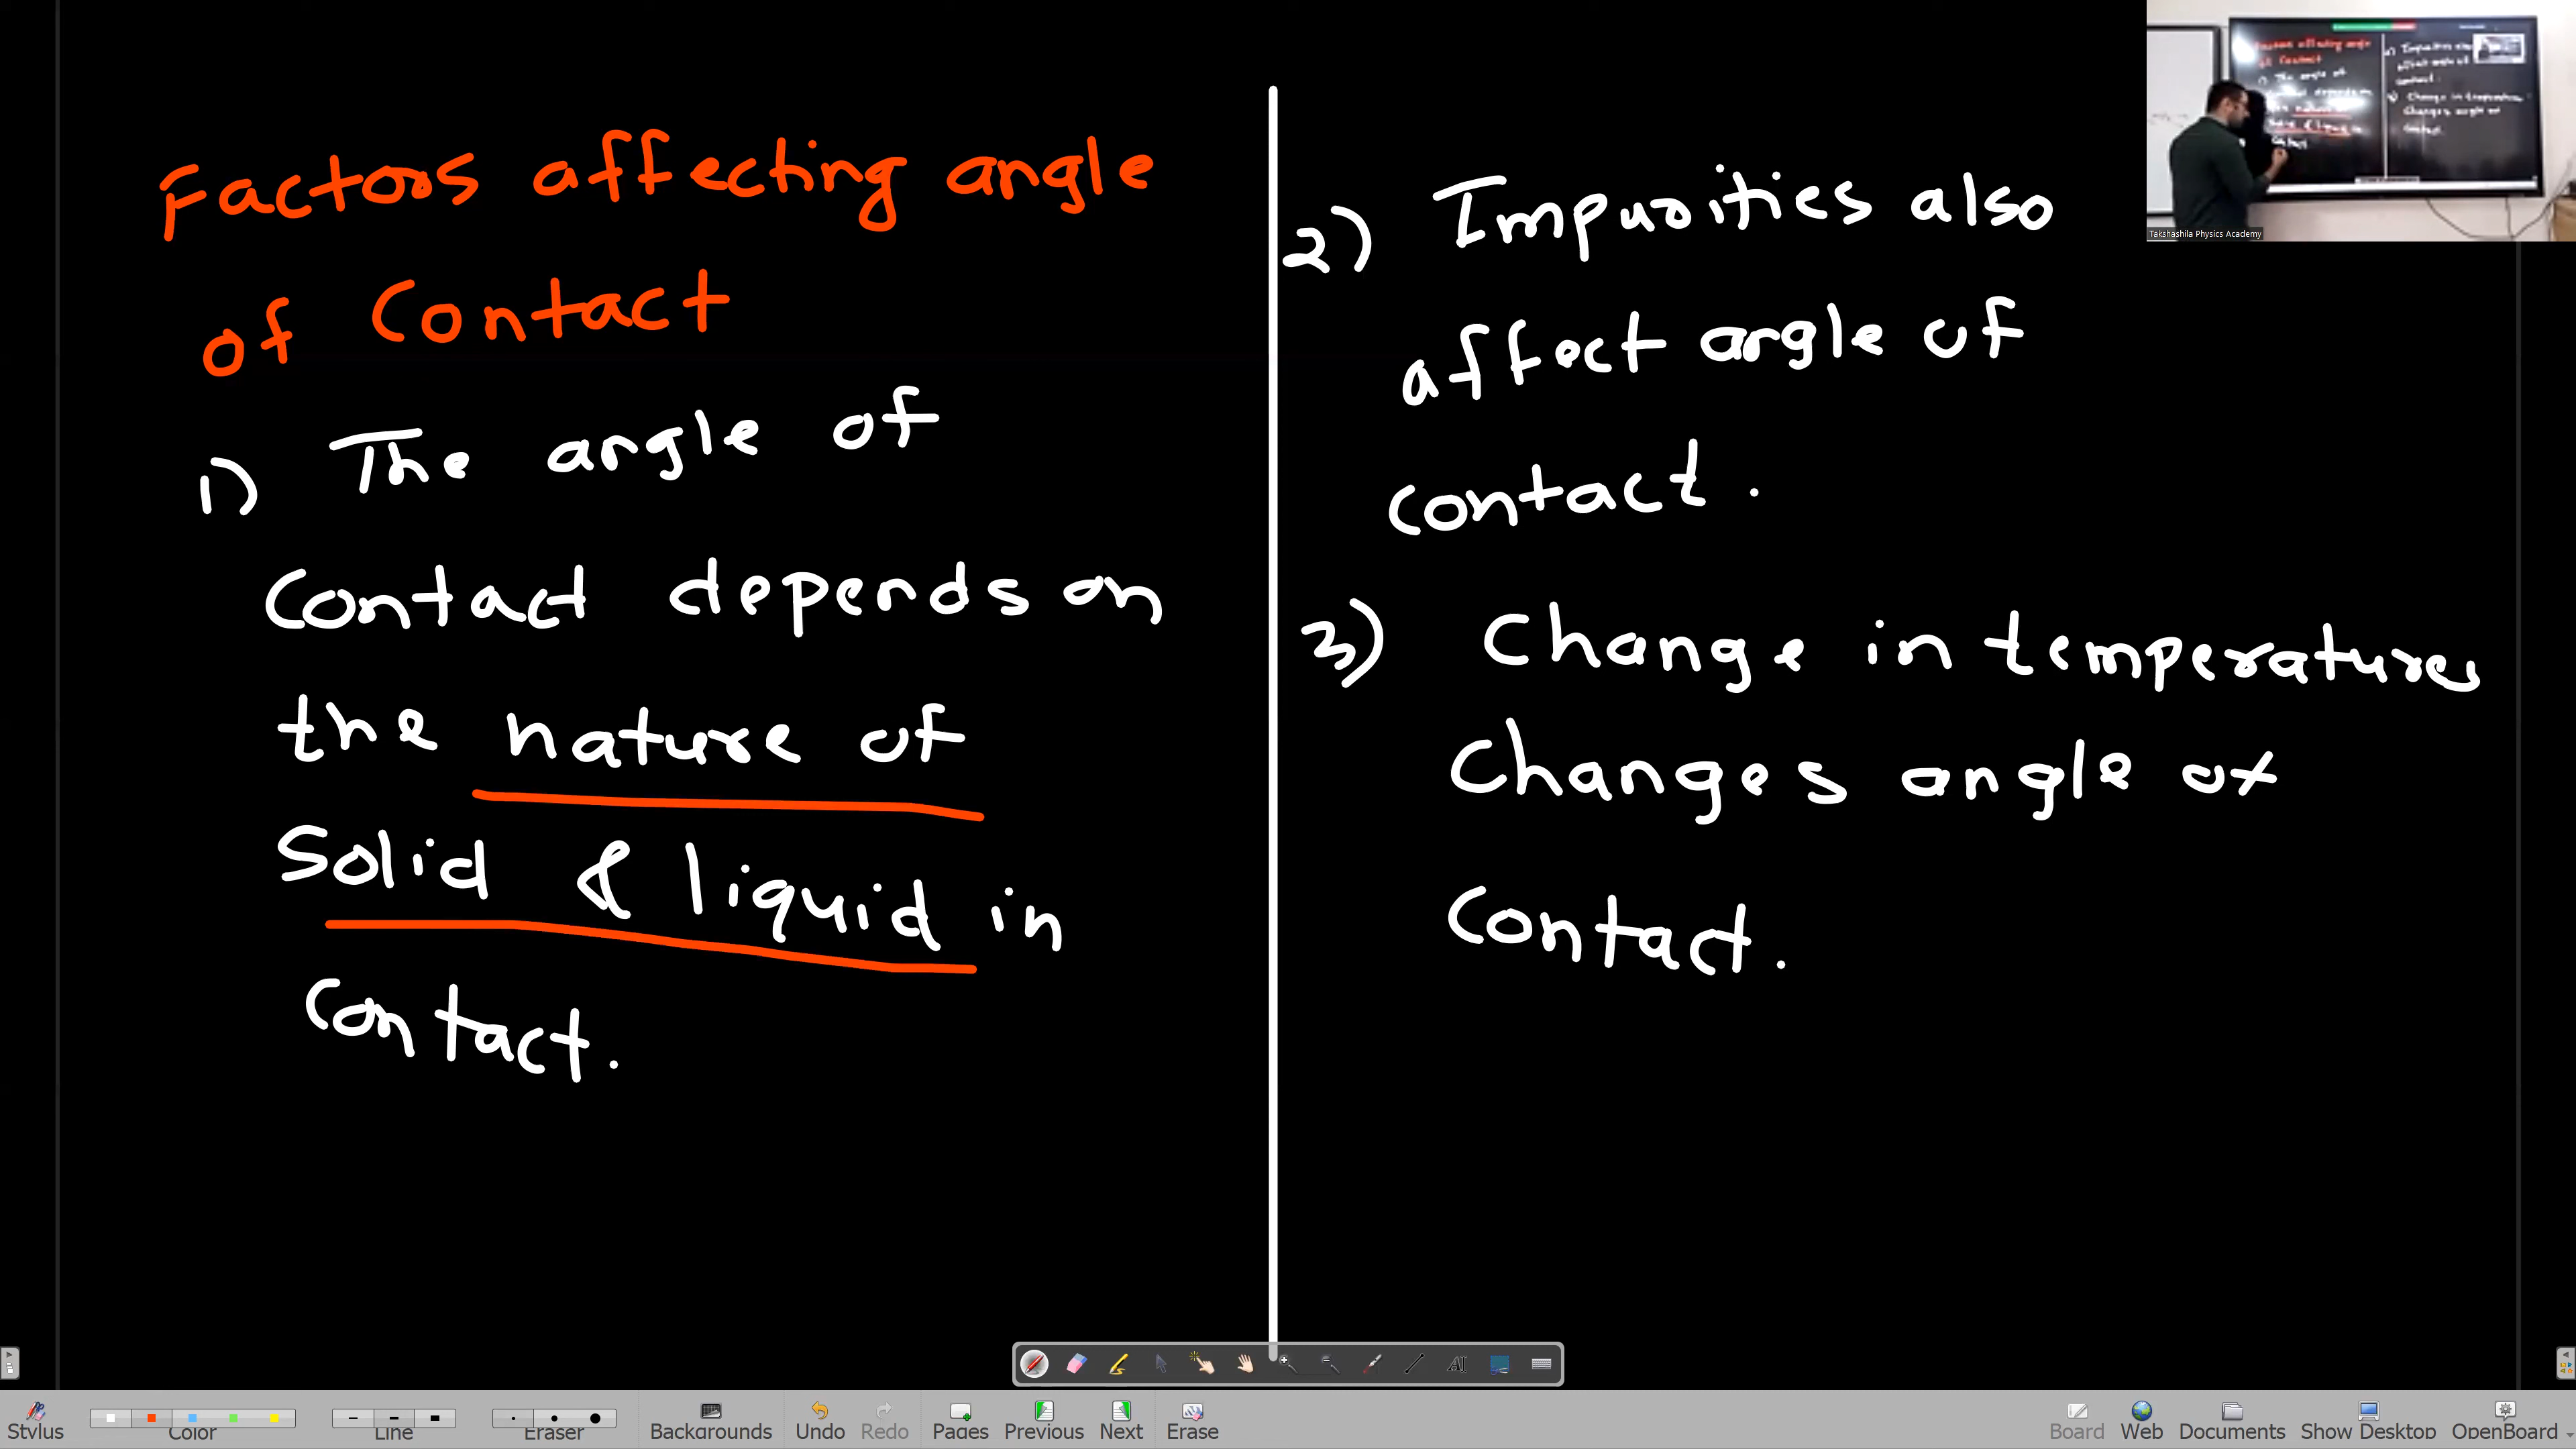 Factors affecting angle
of Contact
1) The angle of
Contact depends on
the nature of
Solid & liquid in
Contact.
2) Impurities also
affect angle of
contact.
3) Change in temperatures
Changes angle of
Contact.
Takshashila Physics Academy
Stylus Color Line Eraser Backgrounds Undo Redo Pages Previous Next Erase Board Web Documents Show Desktop OpenBoard